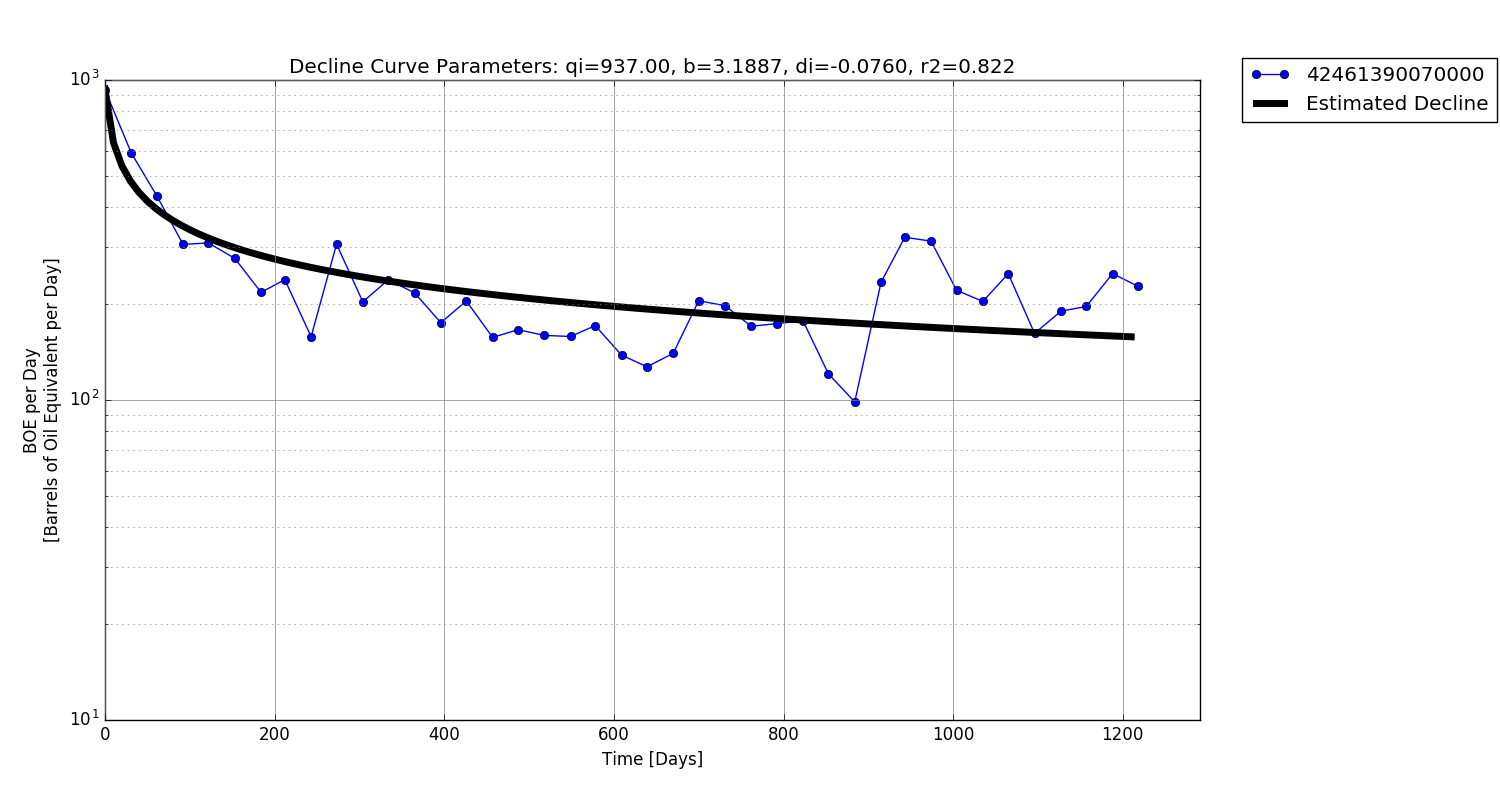 Decline Curve Parameters: qi=937.00, b=3.1887, di=-0.0760, r2=0.822
42461390070000
Estimated Decline
10³
10²
10¹
BOE per Day
[Barrels of Oil Equivalent per Day]
0 200 400 600 800 1000 1200
Time [Days]